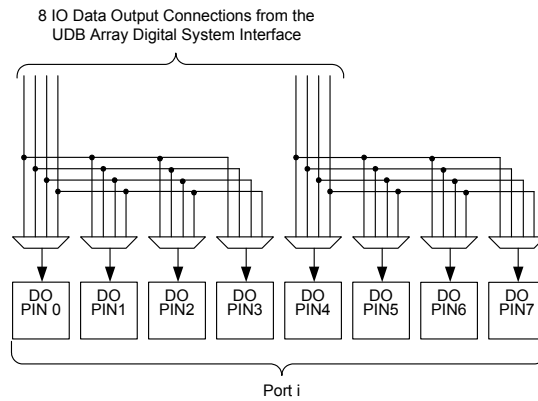 8 IO Data Output Connections from the
UDB Array Digital System Interface
DO
PIN 0
DO
PIN1
DO
PIN2
DO
PIN3
DO
PIN4
DO
PIN5
DO
PIN6
DO
PIN7
Port i